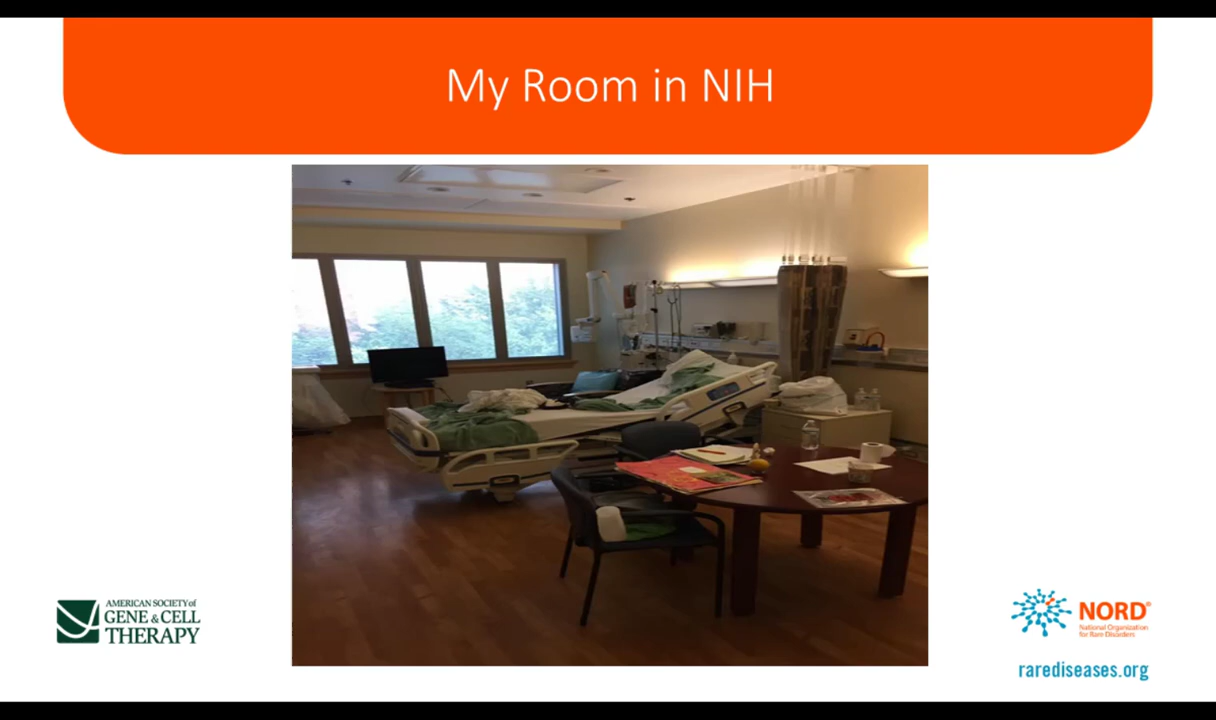 My Room in NIH
AMERICAN SOCIETY of
GENE & CELL
THERAPY
NORD®
National Organization
for Rare Disorders
rarediseases.org